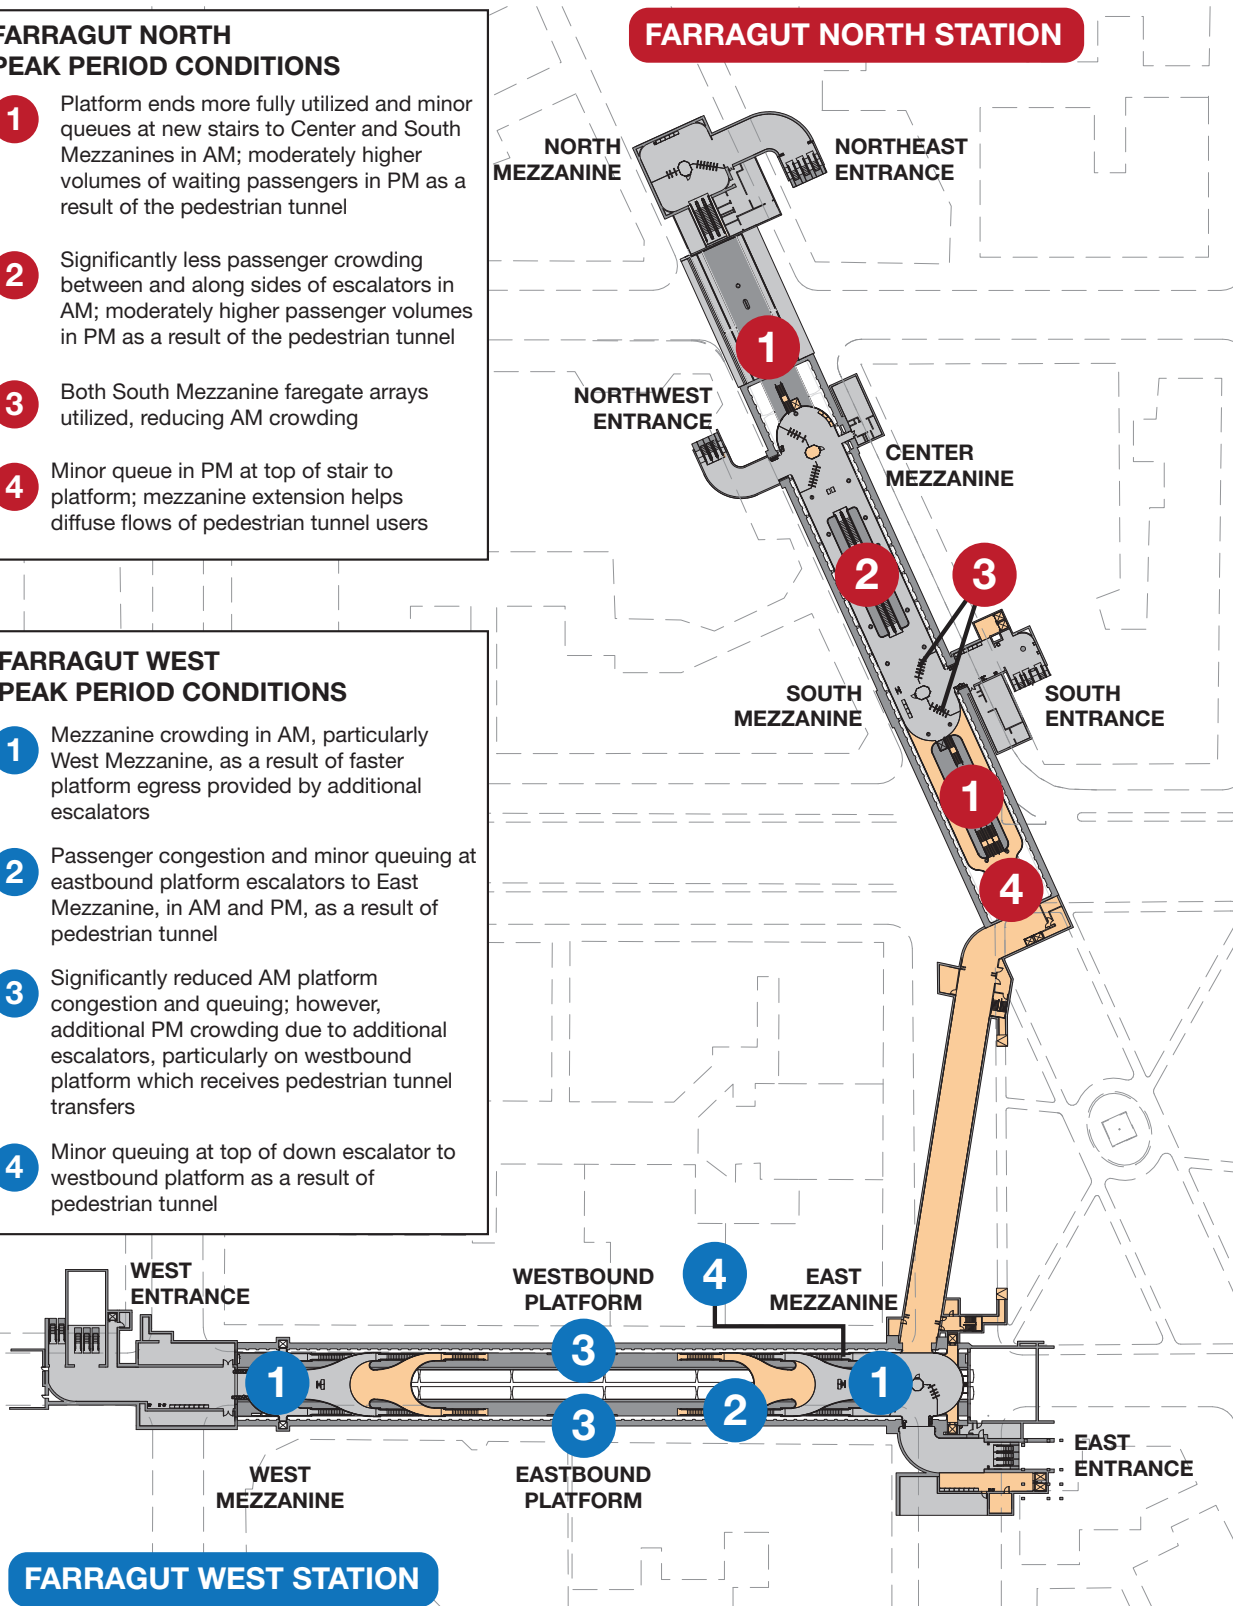 FARRAGUT NORTH
PEAK PERIOD CONDITIONS
1
Platform ends more fully utilized and minor
queues at new stairs to Center and South
Mezzanines in AM; moderately higher
volumes of waiting passengers in PM as a
result of the pedestrian tunnel
2
Significantly less passenger crowding
between and along sides of escalators in
AM; moderately higher passenger volumes
in PM as a result of the pedestrian tunnel
3
Both South Mezzanine faregate arrays
utilized, reducing AM crowding
4
Minor queue in PM at top of stair to
platform; mezzanine extension helps
diffuse flows of pedestrian tunnel users
FARRAGUT WEST
PEAK PERIOD CONDITIONS
1
Mezzanine crowding in AM, particularly
West Mezzanine, as a result of faster
platform egress provided by additional
escalators
2
Passenger congestion and minor queuing at
eastbound platform escalators to East
Mezzanine, in AM and PM, as a result of
pedestrian tunnel
3
Significantly reduced AM platform
congestion and queuing; however,
additional PM crowding due to additional
escalators, particularly on westbound
platform which receives pedestrian tunnel
transfers
4
Minor queuing at top of down escalator to
westbound platform as a result of
pedestrian tunnel
FARRAGUT NORTH STATION
NORTH
MEZZANINE
NORTHEAST
ENTRANCE
1
NORTHWEST
ENTRANCE
CENTER
MEZZANINE
2
3
SOUTH
MEZZANINE
SOUTH
ENTRANCE
1
4
WEST
ENTRANCE
WESTBOUND
PLATFORM
4
EAST
MEZZANINE
3
1
1
2
3
WEST
MEZZANINE
EASTBOUND
PLATFORM
EAST
ENTRANCE
FARRAGUT WEST STATION